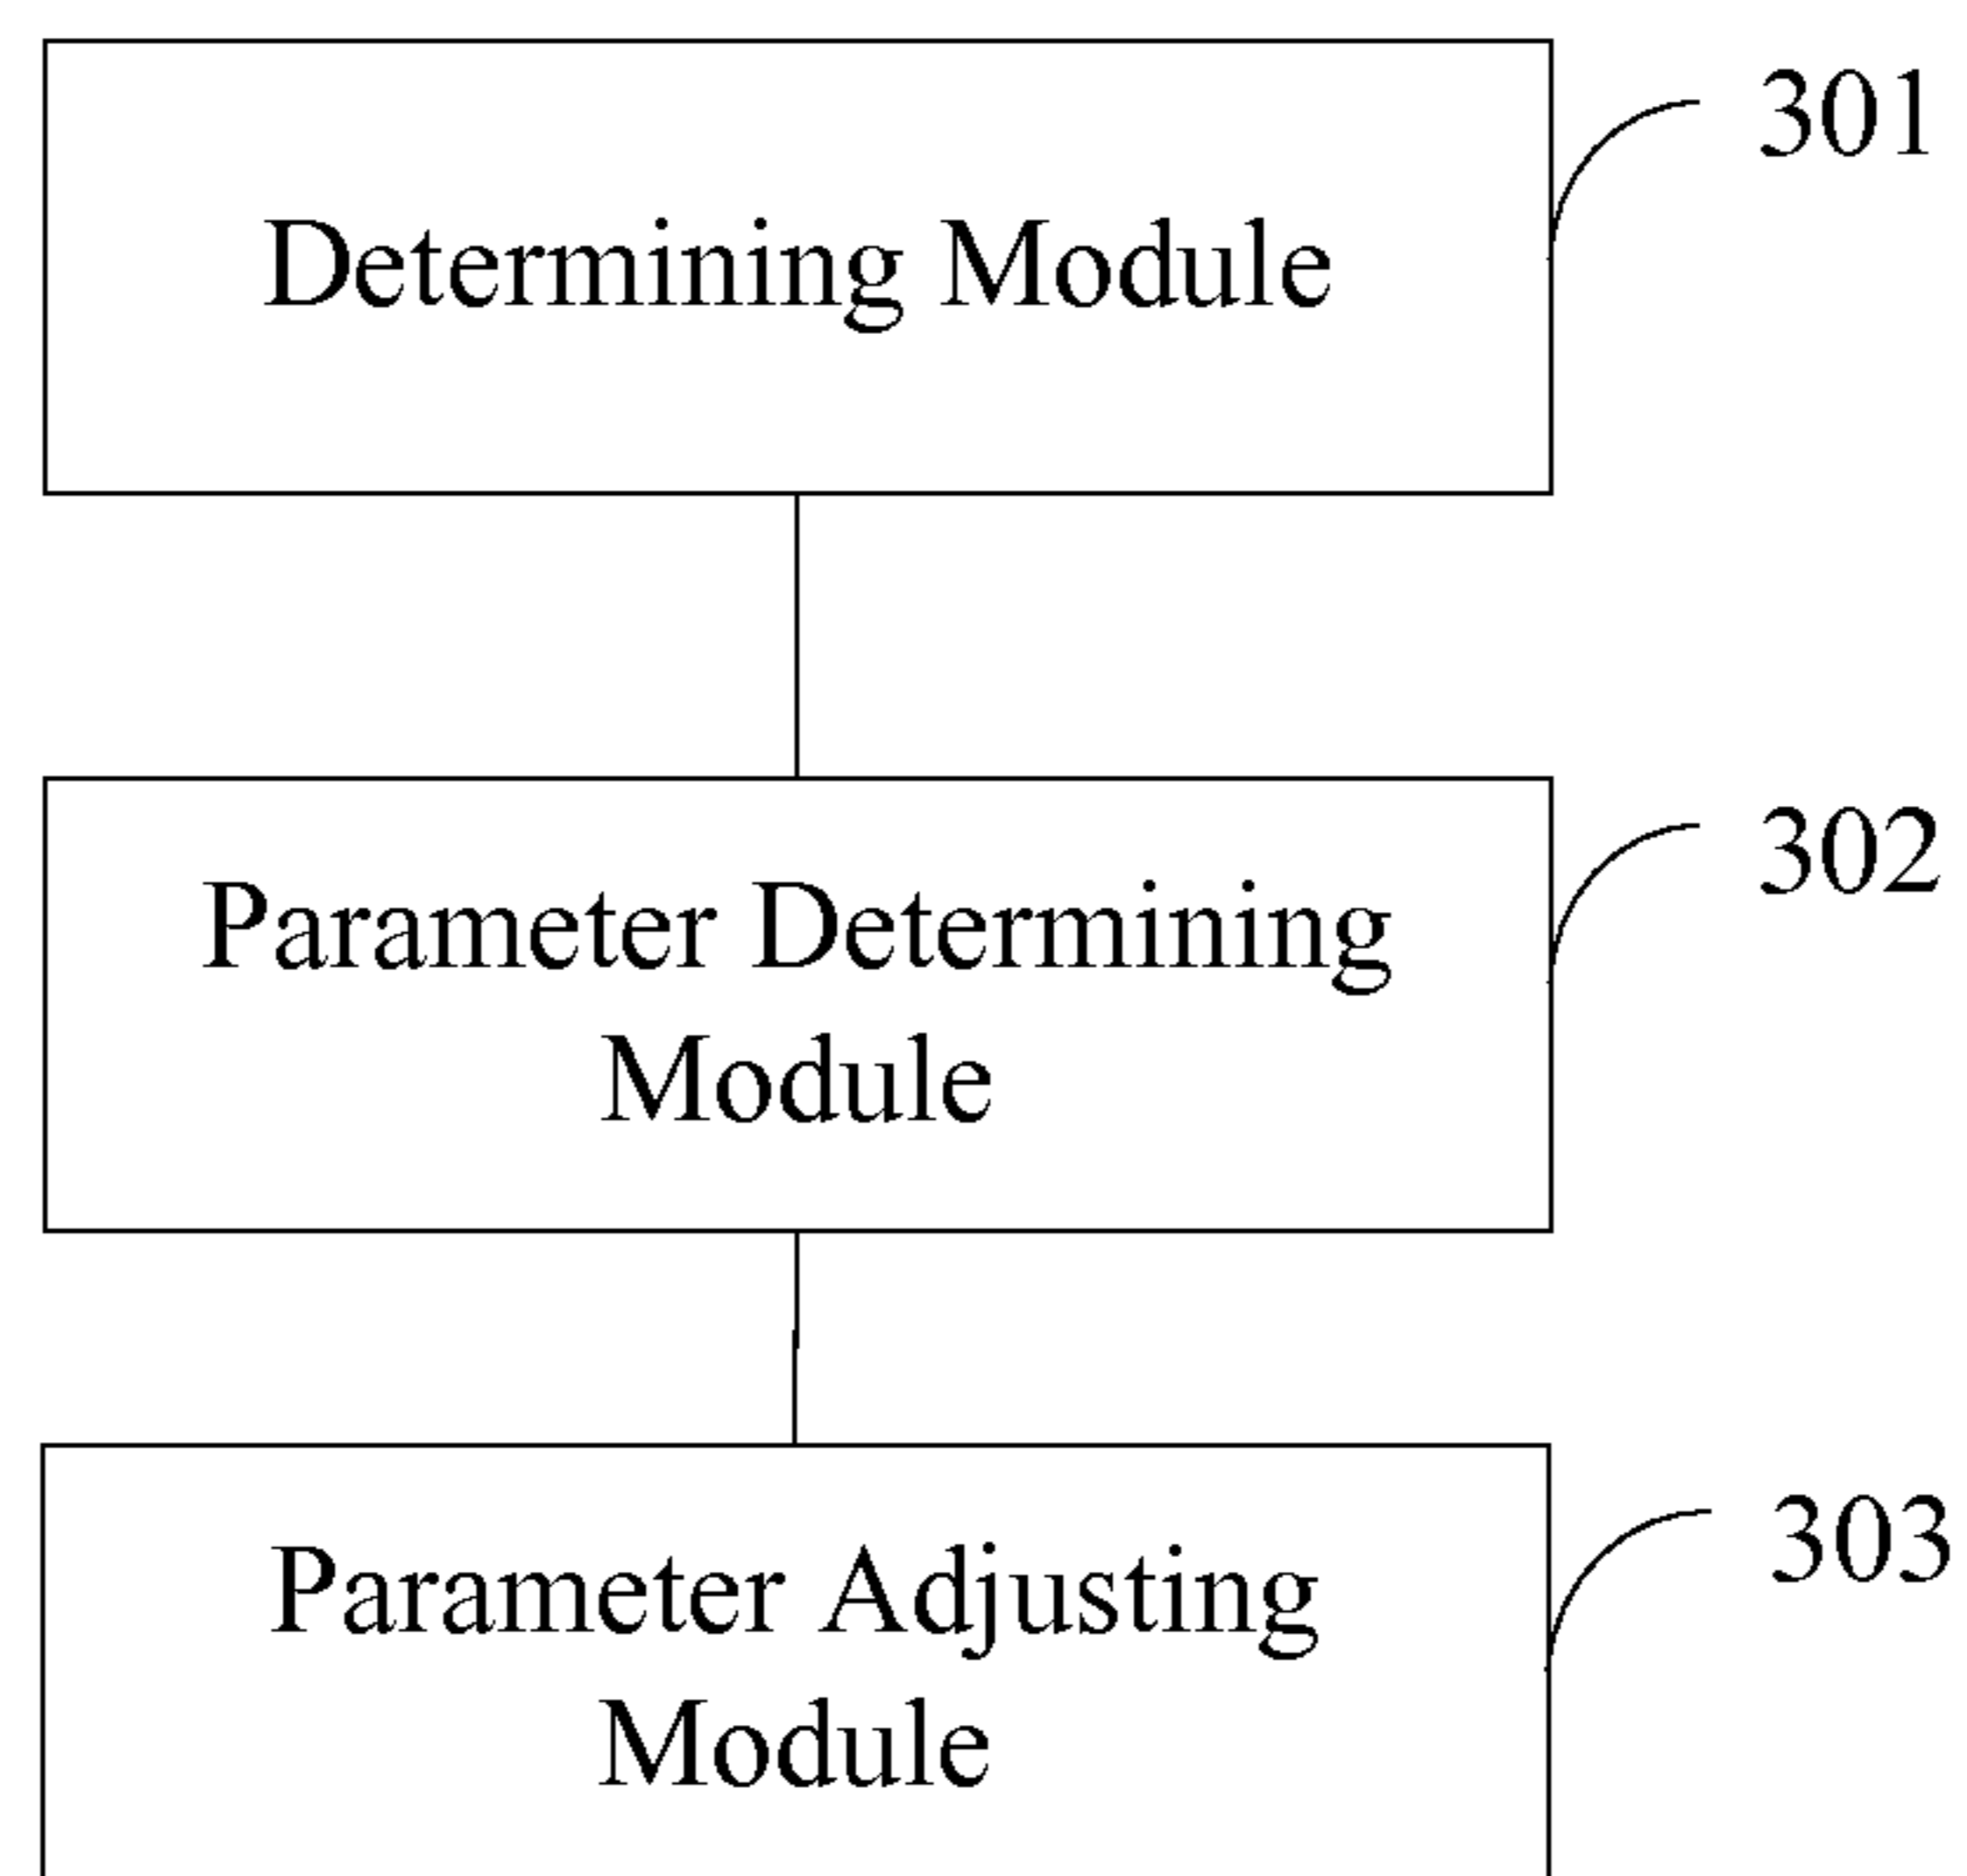 301
Determining Module
302
Parameter Determining
Module
303
Parameter Adjusting
Module